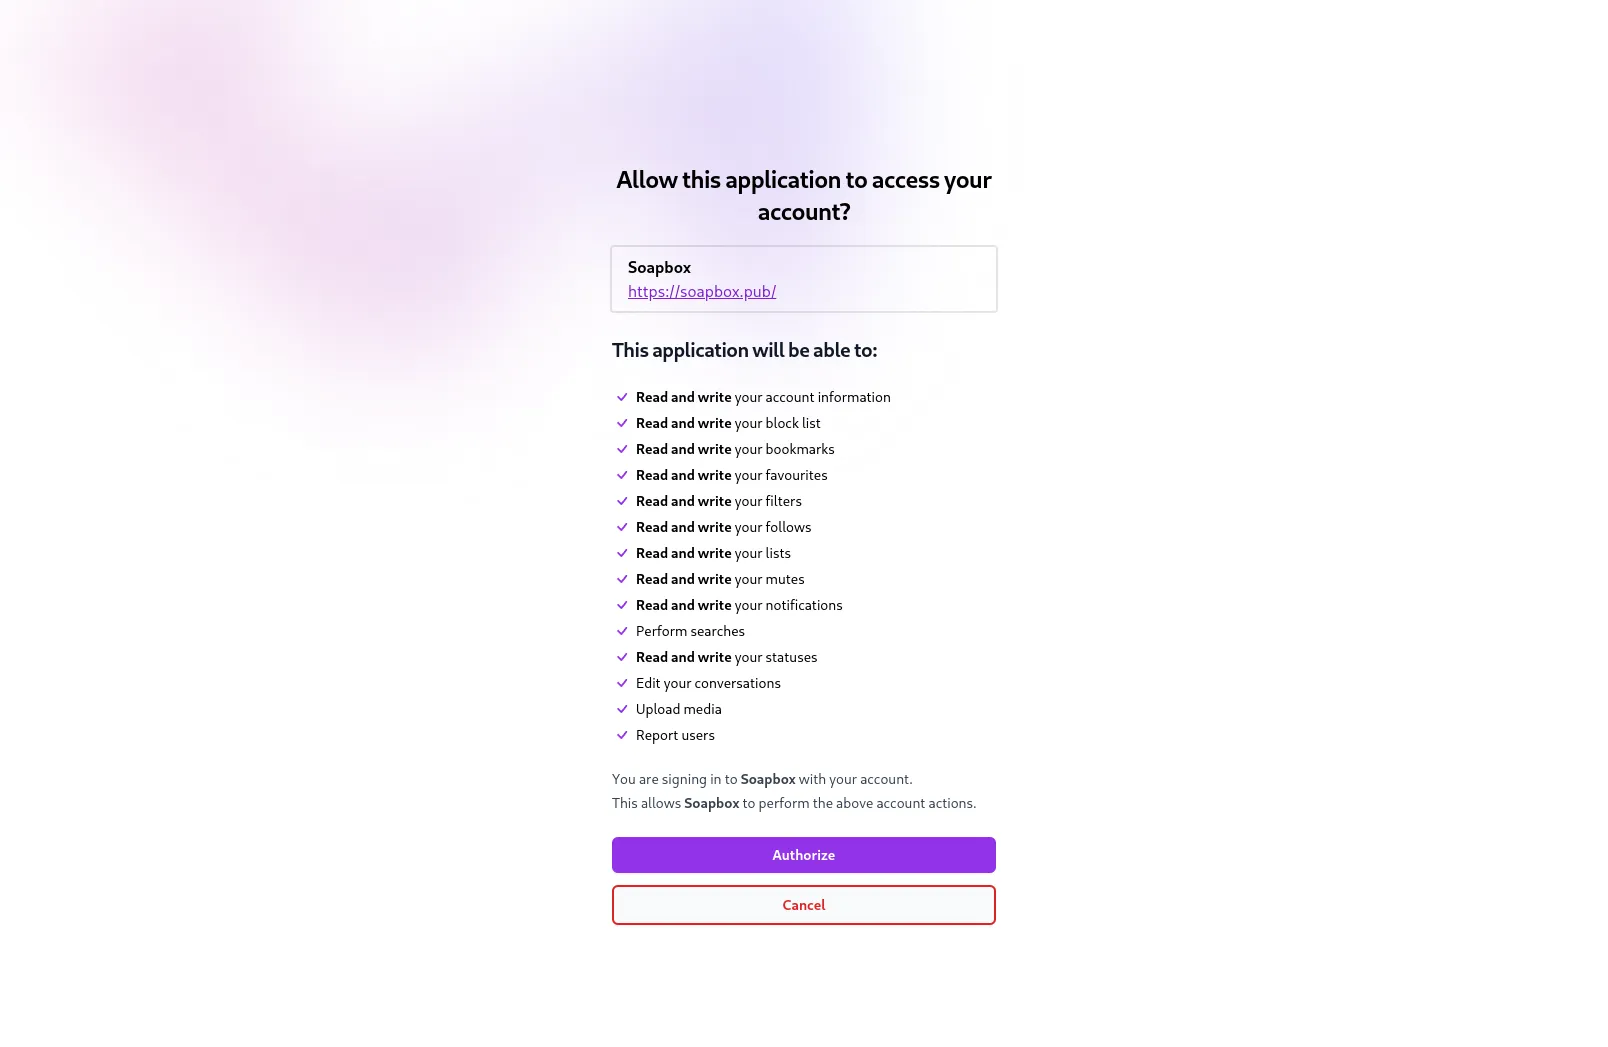 Allow this application to access your
account?
Soapbox
https://soapbox.pub/
This application will be able to:
Read and write your account information
Read and write your block list
Read and write your bookmarks
Read and write your favourites
Read and write your filters
Read and write your follows
Read and write your lists
Read and write your mutes
Read and write your notifications
Perform searches
Read and write your statuses
Edit your conversations
Upload media
Report users
You are signing in to Soapbox with your account.
This allows Soapbox to perform the above account actions.
Authorize
Cancel